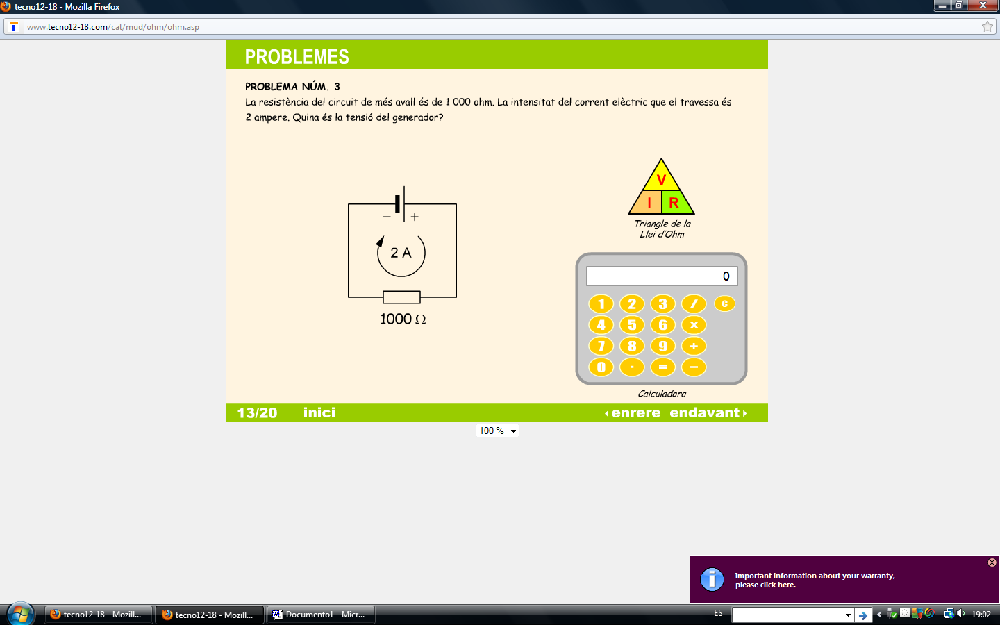 tecno12-18 - Mozilla Firefox
www.tecno12-18.com/cat/mud/ohm/ohm.asp
PROBLEMES
PROBLEMA NÚM. 3
La resistència del circuit de més avall és de 1 000 ohm. La intensitat del corrent elèctric que el travessa és
2 ampere. Quina és la tensió del generador?
V
I R
Triangle de la
Llei d'Ohm
− +
2 A
1000 Ω
0
1 2 3 / C
4 5 6 x
7 8 9 +
0 . = −
Calculadora
13/20 inici enrere endavant
100 %
Important information about your warranty,
please click here.
tecno12-18 - Mozill... tecno12-18 - Mozill... Documento1 - Micr... ES < 19:02